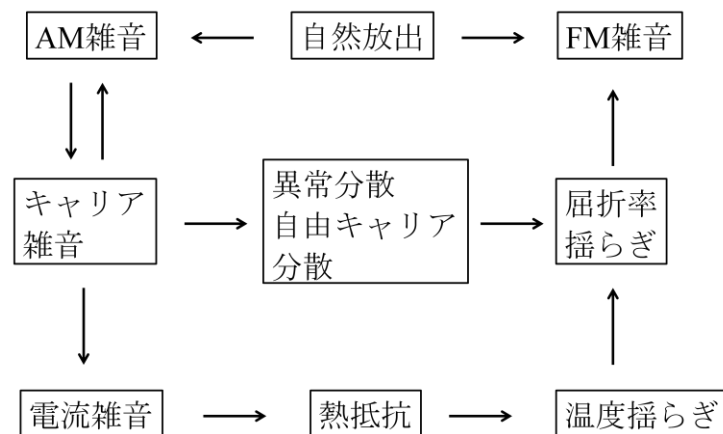 AM雑音
自然放出
FM雑音
キャリア
雑音
異常分散
自由キャリア
分散
屈折率
揺らぎ
電流雑音
熱抵抗
温度揺らぎ